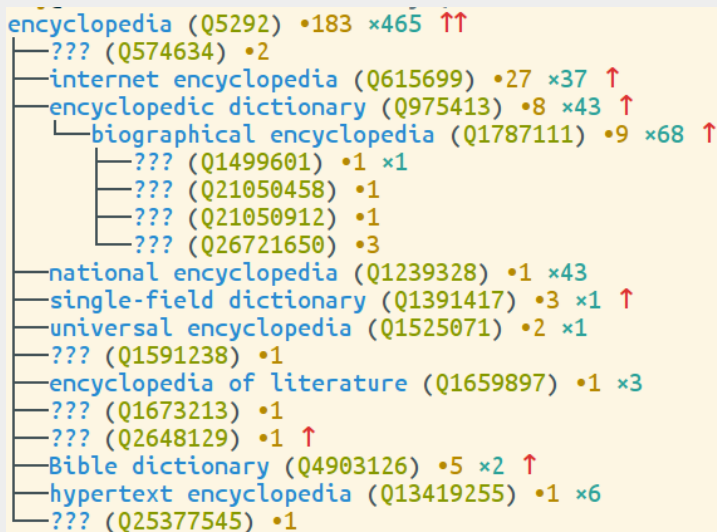 encyclopedia (Q5292) •183 ×465 ↑↑
??? (Q574634) •2
internet encyclopedia (Q615699) •27 ×37 ↑
encyclopedic dictionary (Q975413) •8 ×43 ↑
biographical encyclopedia (Q1787111) •9 ×68 ↑
??? (Q1499601) •1 ×1
??? (Q21050458) •1
??? (Q21050912) •1
??? (Q26721650) •3
national encyclopedia (Q1239328) •1 ×43
single-field dictionary (Q1391417) •3 ×1 ↑
universal encyclopedia (Q1525071) •2 ×1
??? (Q1591238) •1
encyclopedia of literature (Q1659897) •1 ×3
??? (Q1673213) •1
??? (Q2648129) •1 ↑
Bible dictionary (Q4903126) •5 ×2 ↑
hypertext encyclopedia (Q13419255) •1 ×6
??? (Q25377545) •1